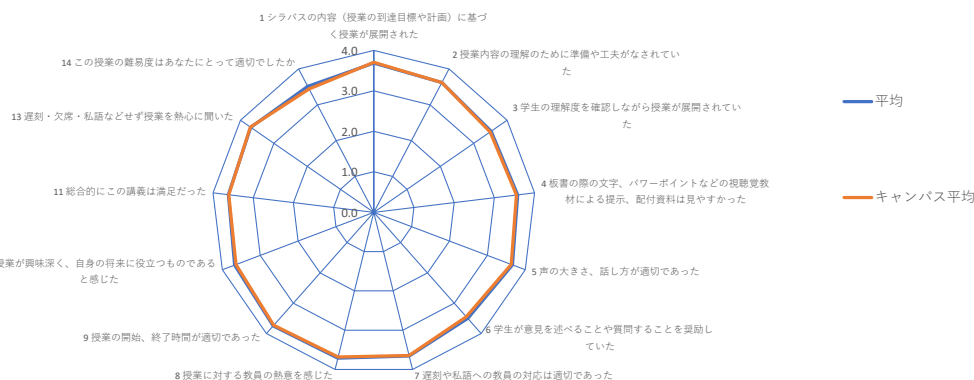 1 シラバスの内容（授業の到達目標や計画）に基づ
く授業が展開された
2 授業内容の理解のために準備や工夫がなされてい
た
3 学生の理解度を確認しながら授業が展開されてい
た
4 板書の際の文字、パワーポイントなどの視聴覚教
材による提示、配付資料は見やすかった
5 声の大きさ、話し方が適切であった
6 学生が意見を述べることや質問することを奨励し
ていた
7 遅刻や私語への教員の対応は適切であった
8 授業に対する教員の熱意を感じた
9 授業の開始、終了時間が適切であった
授業が興味深く、自身の将来に役立つものである
と感じた
11 総合的にこの講義は満足だった
13 遅刻・欠席・私語などせず授業を熱心に聞いた
14 この授業の難易度はあなたにとって適切でしたか
4.0
3.0
2.0
1.0
0.0
平均
キャンパス平均